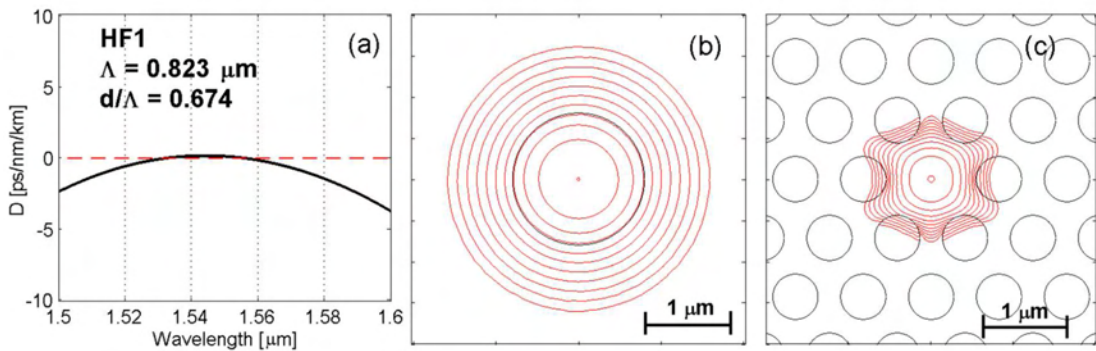 10
5
0
-5
-10
D [ps/nm/km]
HF1
Λ = 0.823 μm
d/Λ = 0.674
(a)
1.5 1.52 1.54 1.56 1.58 1.6
Wavelength [μm]
(b)
1 μm
(c)
1 μm